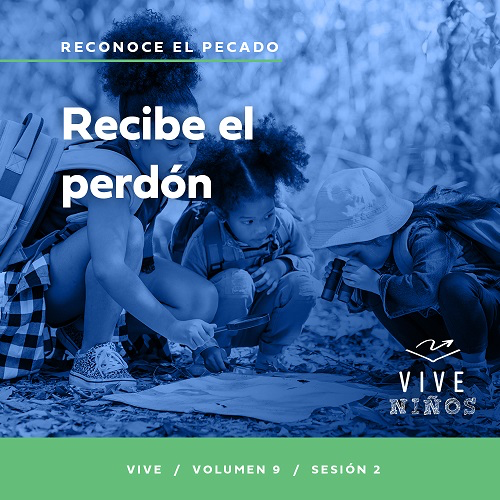 RECONOCE EL PECADO
Recibe el
perdón
VIVE
NIÑOS
VIVE / VOLUMEN 9 / SESIÓN 2